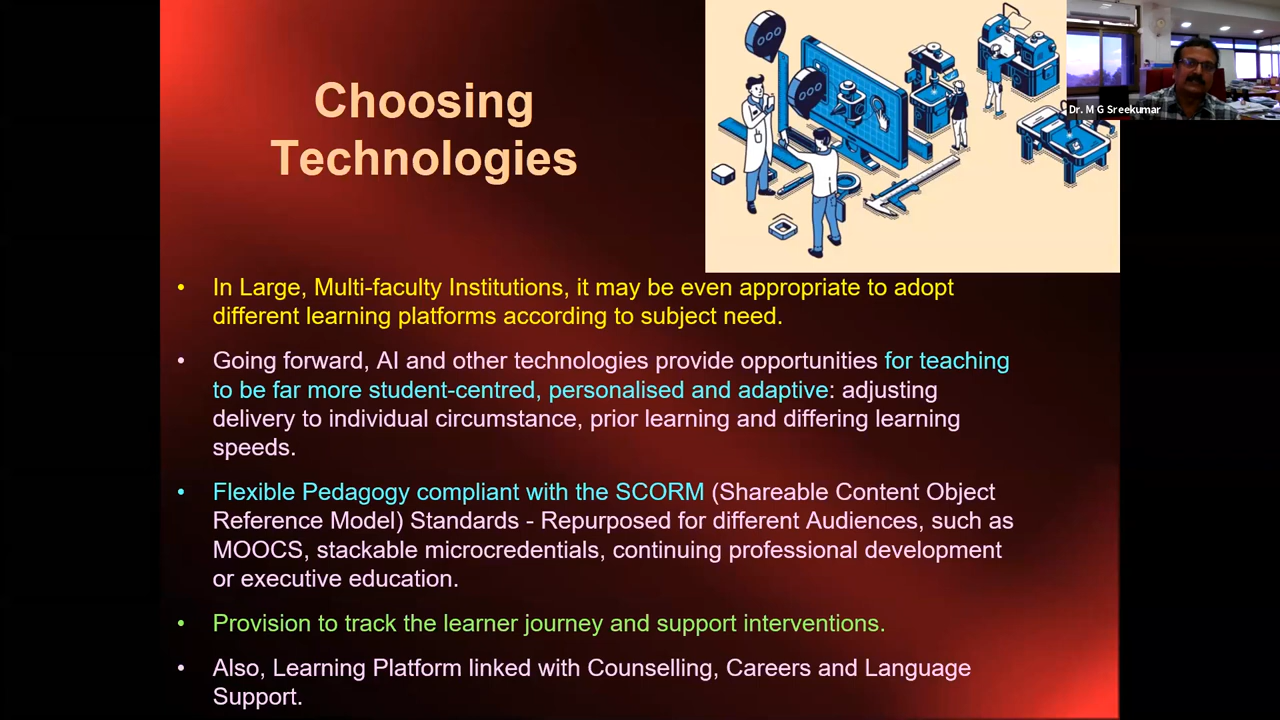 Choosing
Technologies
Dr. M G Sreekumar
• In Large, Multi-faculty Institutions, it may be even appropriate to adopt
different learning platforms according to subject need.
• Going forward, AI and other technologies provide opportunities for teaching
to be far more student-centred, personalised and adaptive: adjusting
delivery to individual circumstance, prior learning and differing learning
speeds.
• Flexible Pedagogy compliant with the SCORM (Shareable Content Object
Reference Model) Standards - Repurposed for different Audiences, such as
MOOCS, stackable microcredentials, continuing professional development
or executive education.
• Provision to track the learner journey and support interventions.
• Also, Learning Platform linked with Counselling, Careers and Language
Support.